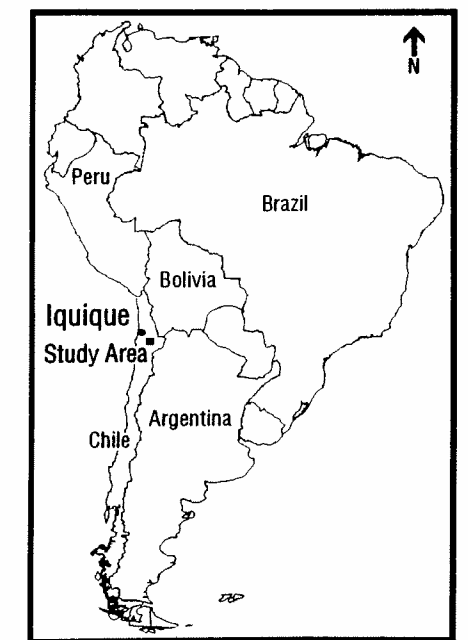 N
Peru
Brazil
Bolivia
Iquique
Study Area
Argentina
Chile